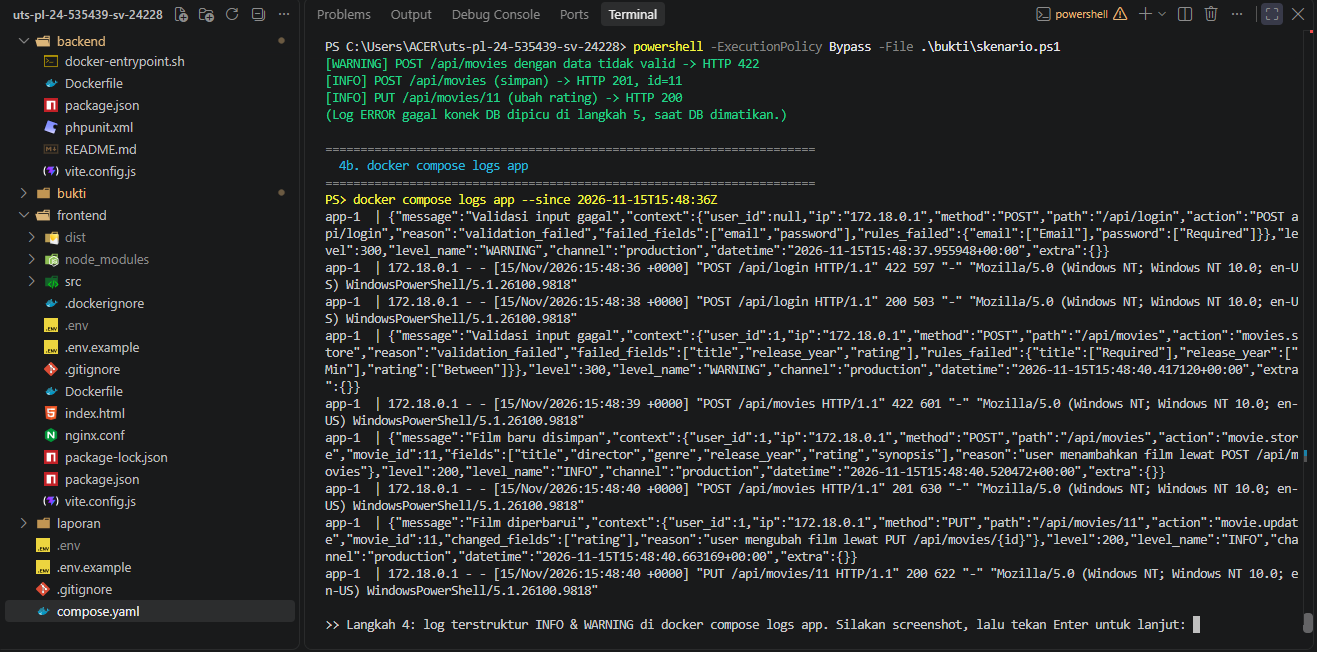 uts-pl-24-535439-sv-24228
Problems Output Debug Console Ports Terminal
powershell
backend
docker-entrypoint.sh
Dockerfile
package.json
phpunit.xml
README.md
vite.config.js
bukti
frontend
dist
node_modules
src
.dockerignore
.env
.env.example
.gitignore
Dockerfile
index.html
nginx.conf
package-lock.json
package.json
vite.config.js
laporan
.env
.env.example
.gitignore
compose.yaml
PS C:\Users\ACER\uts-pl-24-535439-sv-24228> powershell -ExecutionPolicy Bypass -File .\bukti\skenario.ps1
[WARNING] POST /api/movies dengan data tidak valid -> HTTP 422
[INFO] POST /api/movies (simpan) -> HTTP 201, id=11
[INFO] PUT /api/movies/11 (ubah rating) -> HTTP 200
(Log ERROR gagal konek DB dipicu di langkah 5, saat DB dimatikan.)
======================================================================
4b. docker compose logs app
======================================================================
PS> docker compose logs app --since 2026-11-15T15:48:36Z
app-1  | {"message":"Validasi input gagal","context":{"user_id":null,"ip":"172.18.0.1","method":"POST","path":"/api/login","action":"POST a
pi/login","reason":"validation_failed","failed_fields":["email","password"],"rules_failed":{"email":["Email"],"password":["Required"]}},"le
vel":300,"level_name":"WARNING","channel":"production","datetime":"2026-11-15T15:48:37.955948+00:00","extra":{}}
app-1  | 172.18.0.1 - - [15/Nov/2026:15:48:36 +0000] "POST /api/login HTTP/1.1" 422 597 "-" "Mozilla/5.0 (Windows NT; Windows NT 10.0; en-U
S) WindowsPowerShell/5.1.26100.9818"
app-1  | 172.18.0.1 - - [15/Nov/2026:15:48:38 +0000] "POST /api/login HTTP/1.1" 200 503 "-" "Mozilla/5.0 (Windows NT; Windows NT 10.0; en-U
S) WindowsPowerShell/5.1.26100.9818"
app-1  | {"message":"Validasi input gagal","context":{"user_id":1,"ip":"172.18.0.1","method":"POST","path":"/api/movies","action":"movies.s
tore","reason":"validation_failed","failed_fields":["title","release_year","rating"],"rules_failed":{"title":["Required"],"release_year":["
Min"],"rating":["Between"]}},"level":300,"level_name":"WARNING","channel":"production","datetime":"2026-11-15T15:48:40.417120+00:00","extra
":{}}
app-1  | 172.18.0.1 - - [15/Nov/2026:15:48:39 +0000] "POST /api/movies HTTP/1.1" 422 601 "-" "Mozilla/5.0 (Windows NT; Windows NT 10.0; en-
US) WindowsPowerShell/5.1.26100.9818"
app-1  | {"message":"Film baru disimpan","context":{"user_id":1,"ip":"172.18.0.1","method":"POST","path":"/api/movies","action":"movie.stor
e","movie_id":11,"fields":["title","director","genre","release_year","rating","synopsis"],"reason":"user menambahkan film lewat POST /api/m
ovies"},"level":200,"level_name":"INFO","channel":"production","datetime":"2026-11-15T15:48:40.520472+00:00","extra":{}}
app-1  | 172.18.0.1 - - [15/Nov/2026:15:48:40 +0000] "POST /api/movies HTTP/1.1" 201 630 "-" "Mozilla/5.0 (Windows NT; Windows NT 10.0; en-
US) WindowsPowerShell/5.1.26100.9818"
app-1  | {"message":"Film diperbarui","context":{"user_id":1,"ip":"172.18.0.1","method":"PUT","path":"/api/movies/11","action":"movie.updat
e","movie_id":11,"changed_fields":["rating"],"reason":"user mengubah film lewat PUT /api/movies/{id}"},"level":200,"level_name":"INFO","cha
nnel":"production","datetime":"2026-11-15T15:48:40.663169+00:00","extra":{}}
app-1  | 172.18.0.1 - - [15/Nov/2026:15:48:40 +0000] "PUT /api/movies/11 HTTP/1.1" 200 622 "-" "Mozilla/5.0 (Windows NT; Windows NT 10.0; e
n-US) WindowsPowerShell/5.1.26100.9818"
>> Langkah 4: log terstruktur INFO & WARNING di docker compose logs app. Silakan screenshot, lalu tekan Enter untuk lanjut: